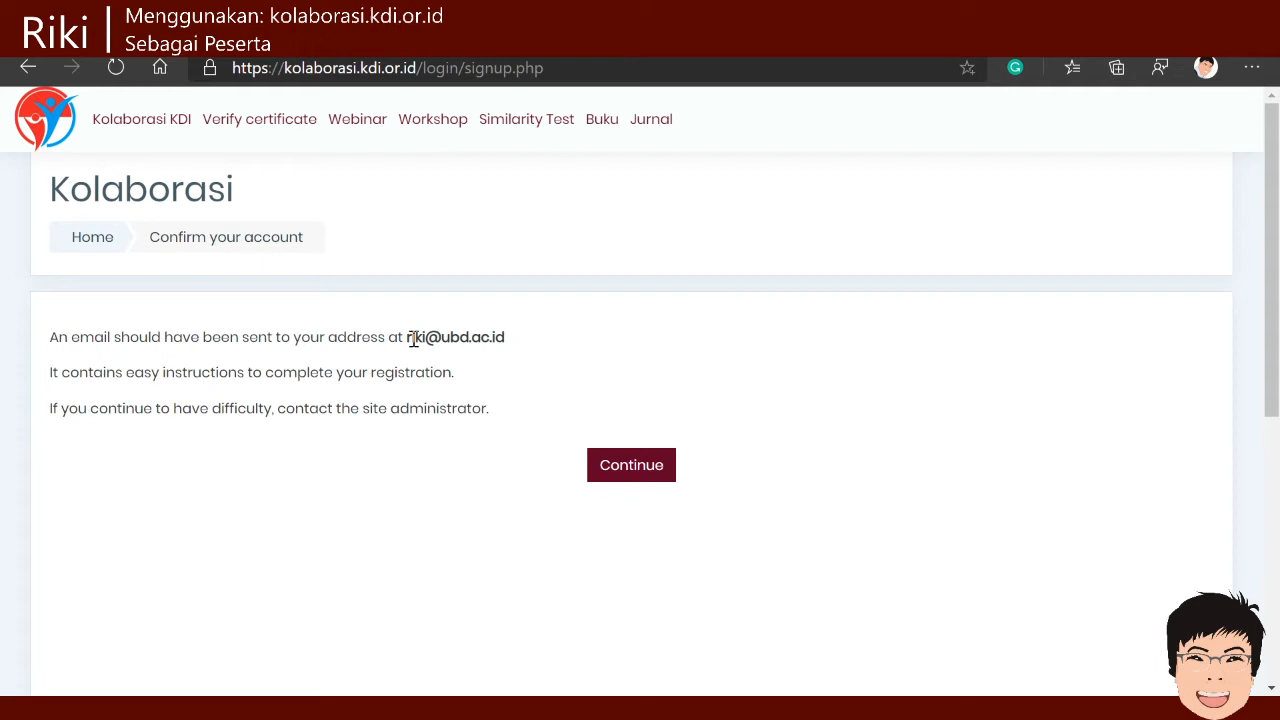 Riki
Menggunakan: kolaborasi.kdi.or.id
Sebagai Peserta
https://kolaborasi.kdi.or.id/login/signup.php
Kolaborasi KDI Verify certificate Webinar Workshop Similarity Test Buku Jurnal
Kolaborasi
Home Confirm your account
An email should have been sent to your address at riki@ubd.ac.id
It contains easy instructions to complete your registration.
If you continue to have difficulty, contact the site administrator.
Continue